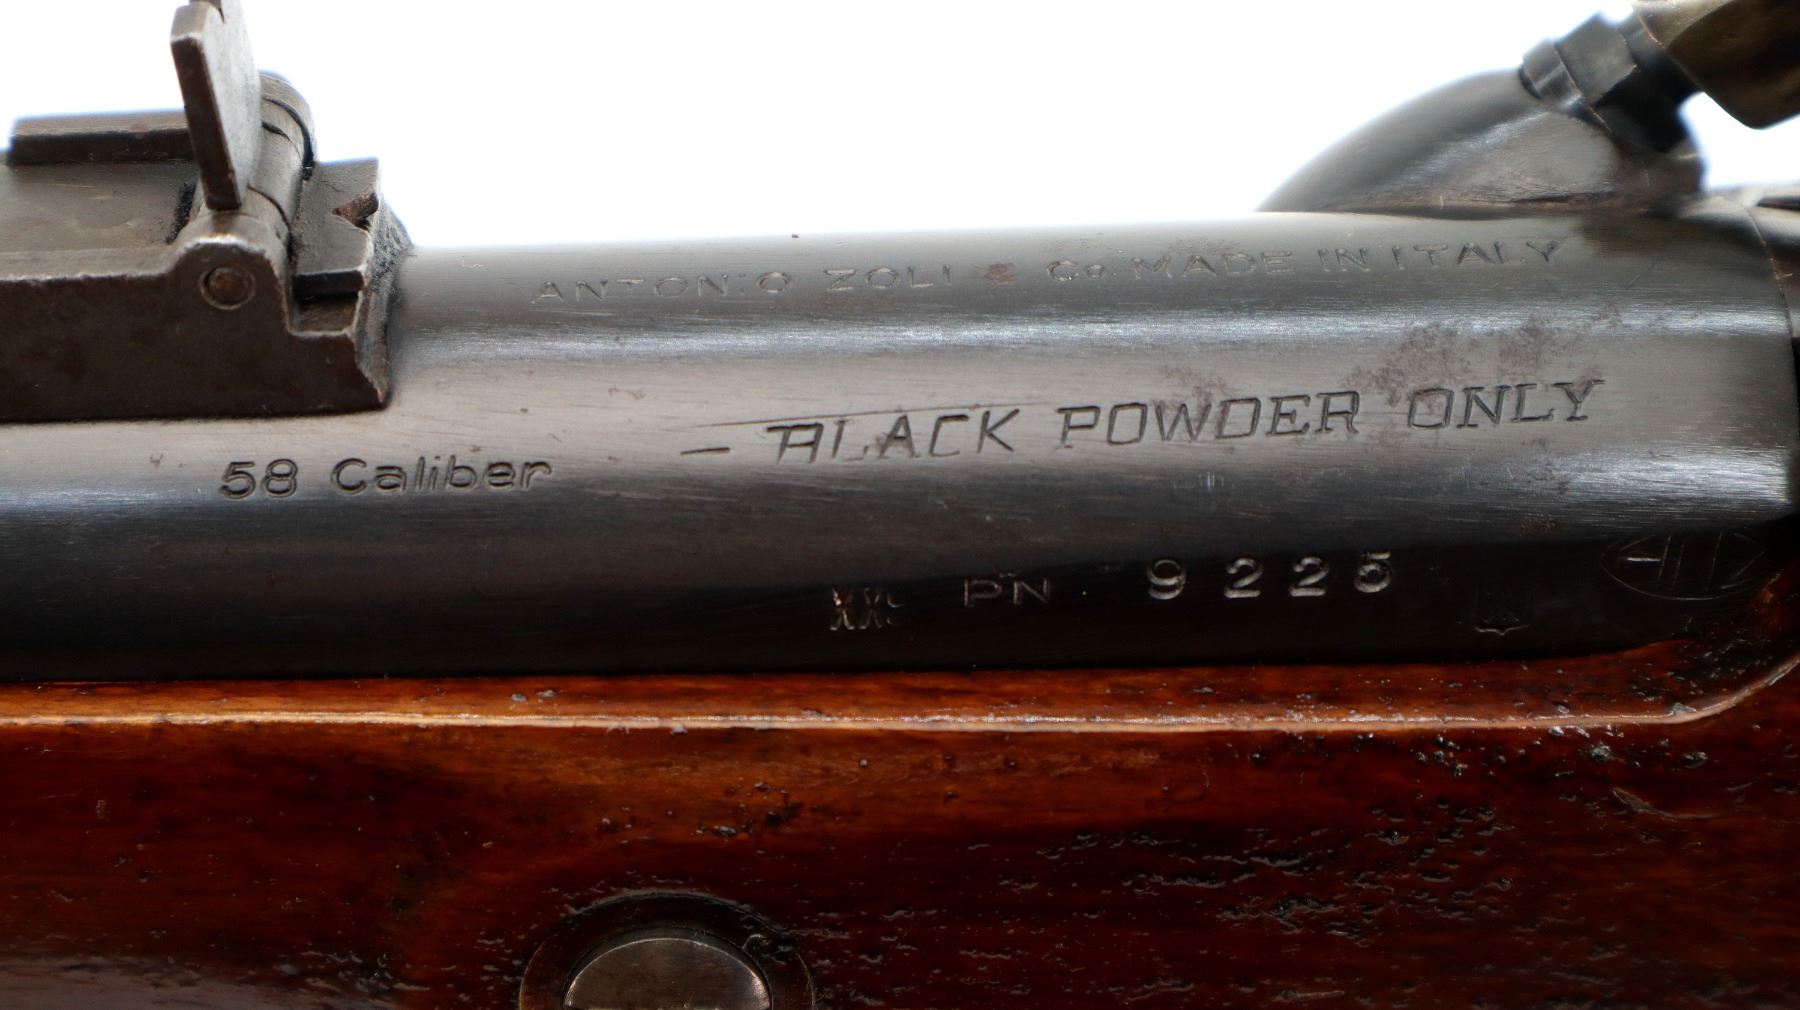 ANTONIO ZOLI & Co. MADE IN ITALY
— BLACK POWDER ONLY
58 Caliber
PN 9225